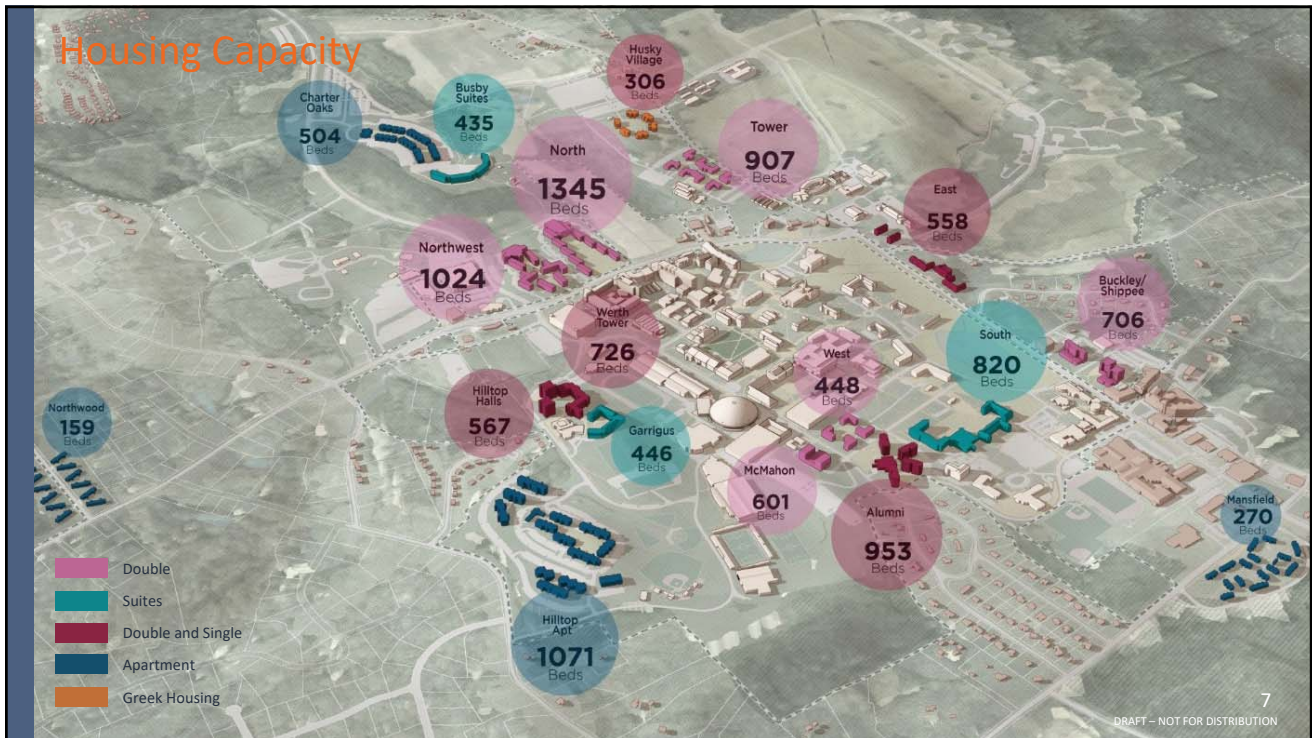 Housing Capacity
Husky
Village
306
Beds
Charter
Oaks
504
Beds
Busby
Suites
435
Beds
North
1345
Beds
Tower
907
Beds
East
558
Beds
Northwest
1024
Beds
Buckley/
Shippee
706
Beds
Werth
Tower
726
Beds
West
448
Beds
South
820
Beds
Hilltop
Halls
567
Beds
Northwood
159
Beds
Garrigus
446
Beds
McMahon
601
Beds
Alumni
953
Beds
Mansfield
270
Beds
Hilltop
Apt
1071
Beds
Double
Suites
Double and Single
Apartment
Greek Housing
7
DRAFT – NOT FOR DISTRIBUTION